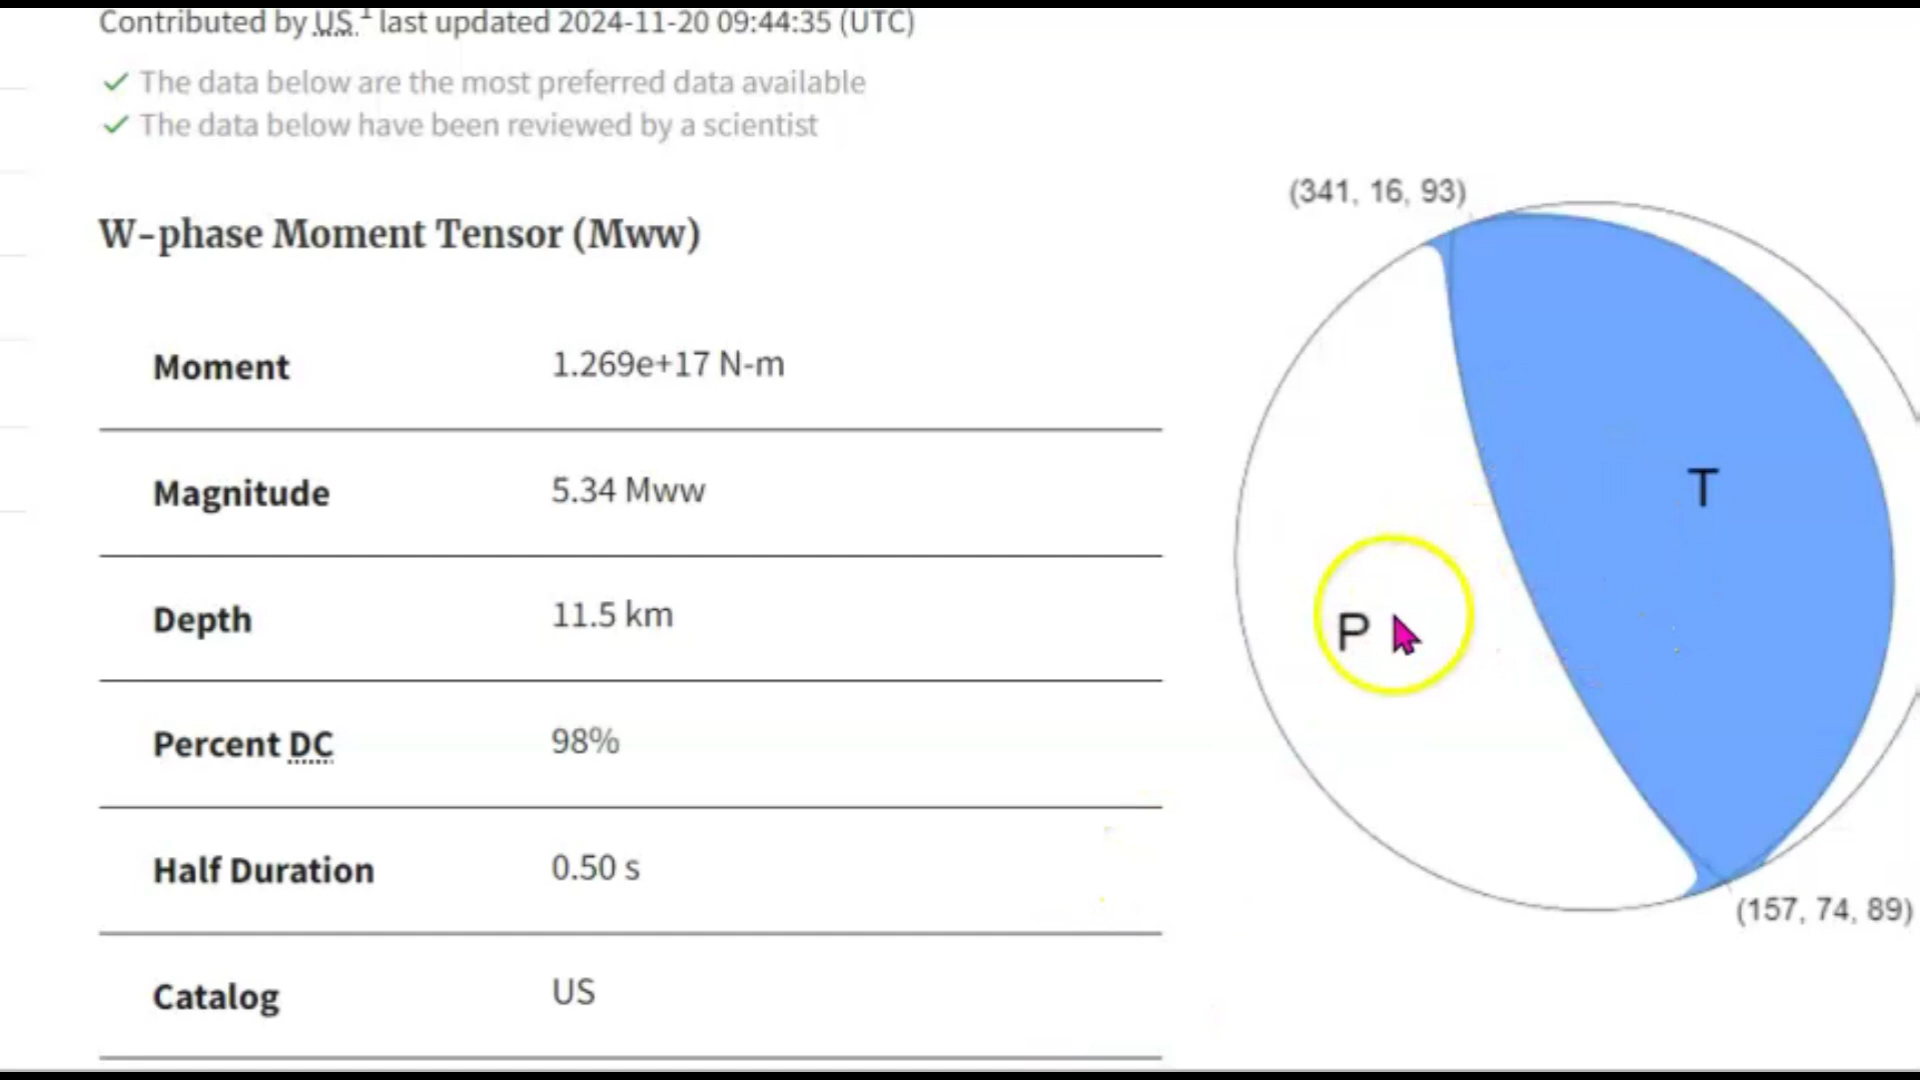 Contributed by US 1 last updated 2024-11-20 09:44:35 (UTC)
✓ The data below are the most preferred data available
✓ The data below have been reviewed by a scientist
W-phase Moment Tensor (Mww)
Moment 1.269e+17 N-m
Magnitude 5.34 Mww
Depth 11.5 km
Percent DC 98%
Half Duration 0.50 s
Catalog US
(341, 16, 93)
T
P
(157, 74, 89)